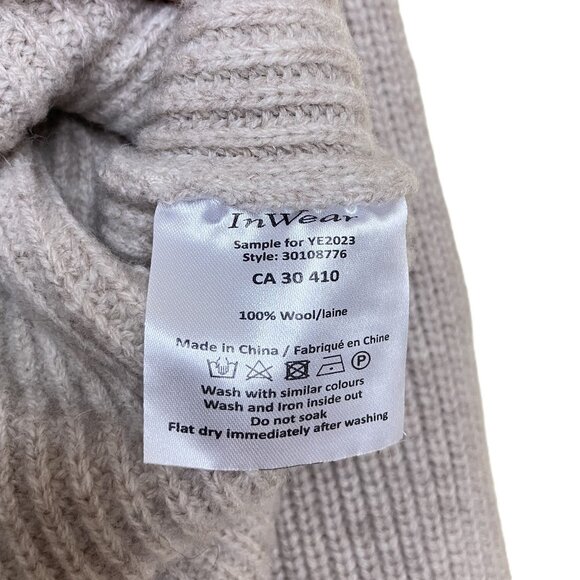 InWear
Sample for YE2023
Style: 30108776
CA 30 410
100% Wool/laine
Made in China / Fabriqué en Chine
P
Wash with similar colours
Wash and Iron inside out
Do not soak
Flat dry immediately after washing